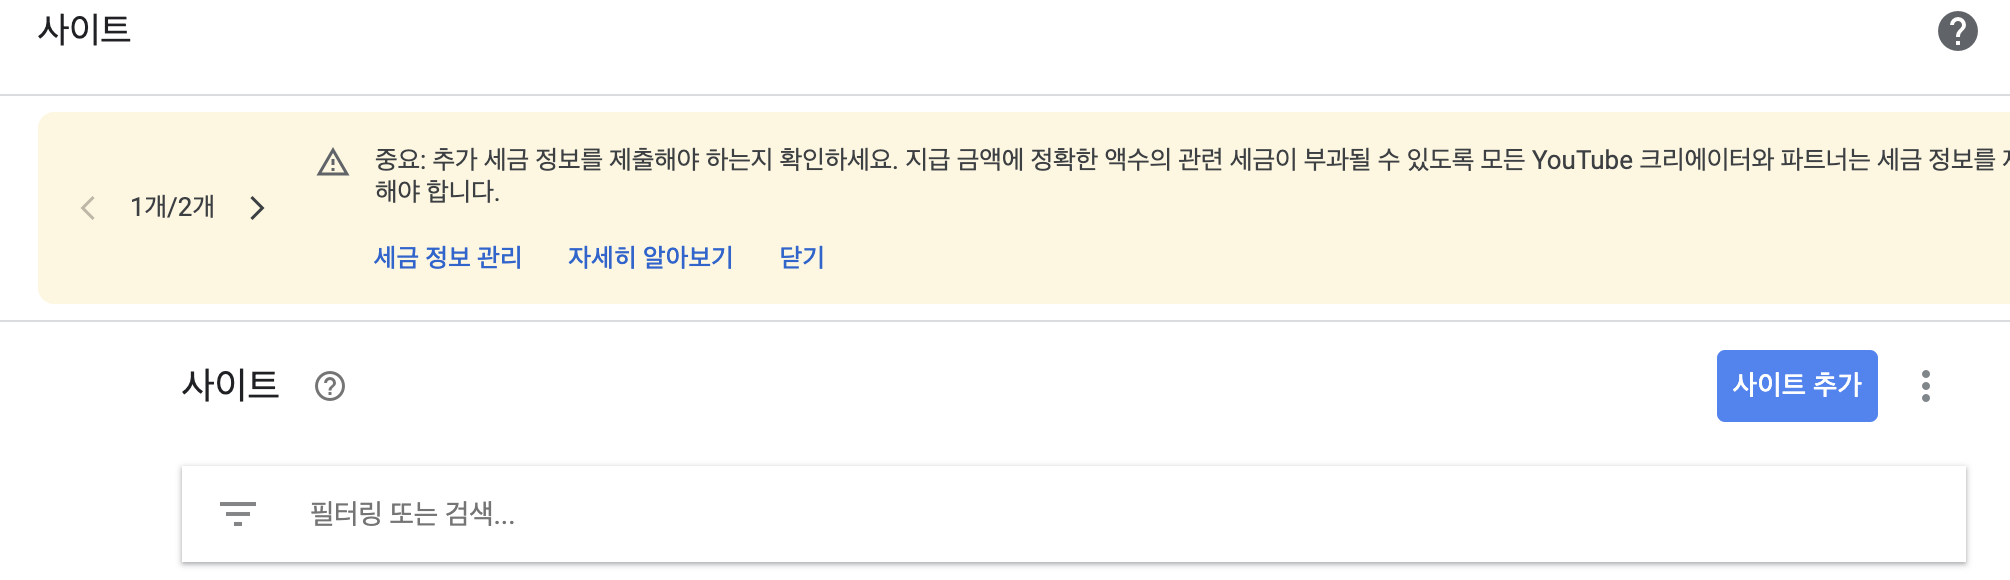 사이트
중요: 추가 세금 정보를 제출해야 하는지 확인하세요. 지급 금액에 정확한 액수의 관련 세금이 부과될 수 있도록 모든 YouTube 크리에이터와 파트너는 세금 정보를
해야 합니다.
1개/2개
세금 정보 관리 자세히 알아보기 닫기
사이트
사이트 추가
필터링 또는 검색...